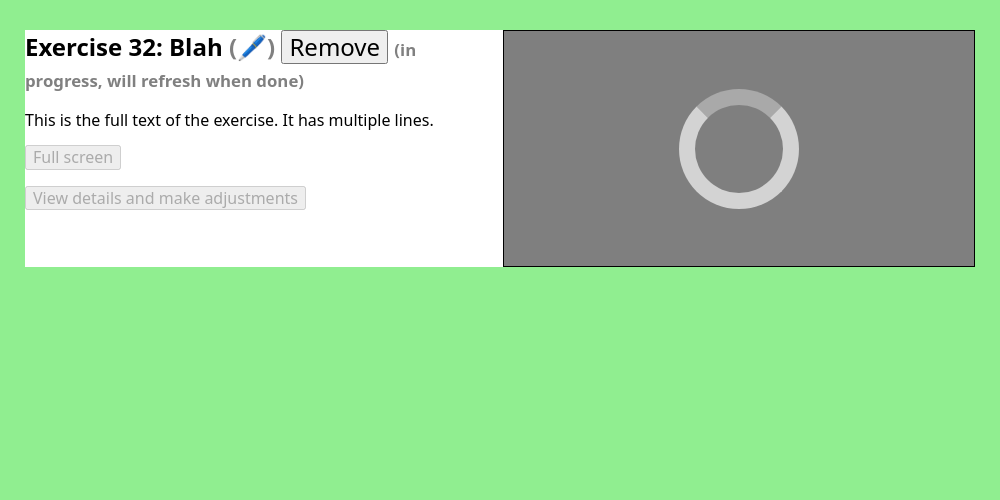 Exercise 32: Blah (🖊️) Remove (in
progress, will refresh when done)
This is the full text of the exercise. It has multiple lines.
Full screen
View details and make adjustments